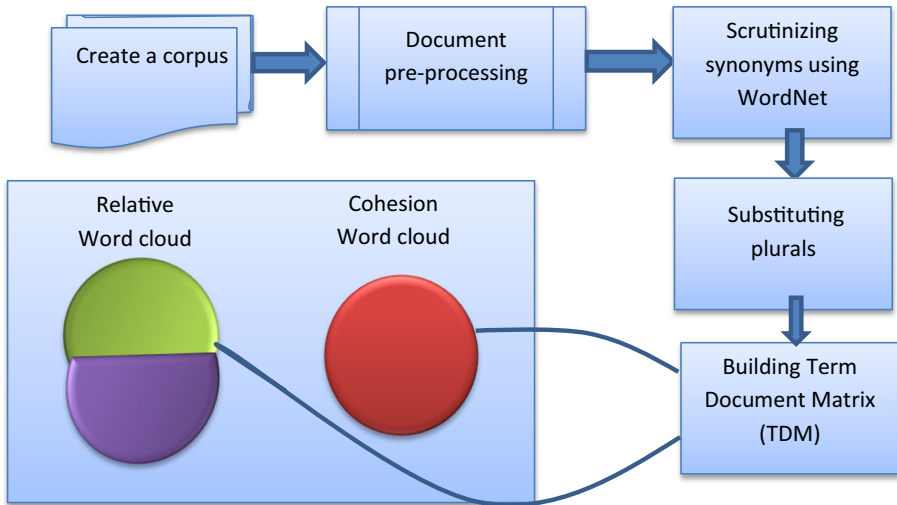 Create a corpus
Document
pre-processing
Scrutinizing
synonyms using
WordNet
Substituting
plurals
Building Term
Document Matrix
(TDM)
Relative
Word cloud
Cohesion
Word cloud